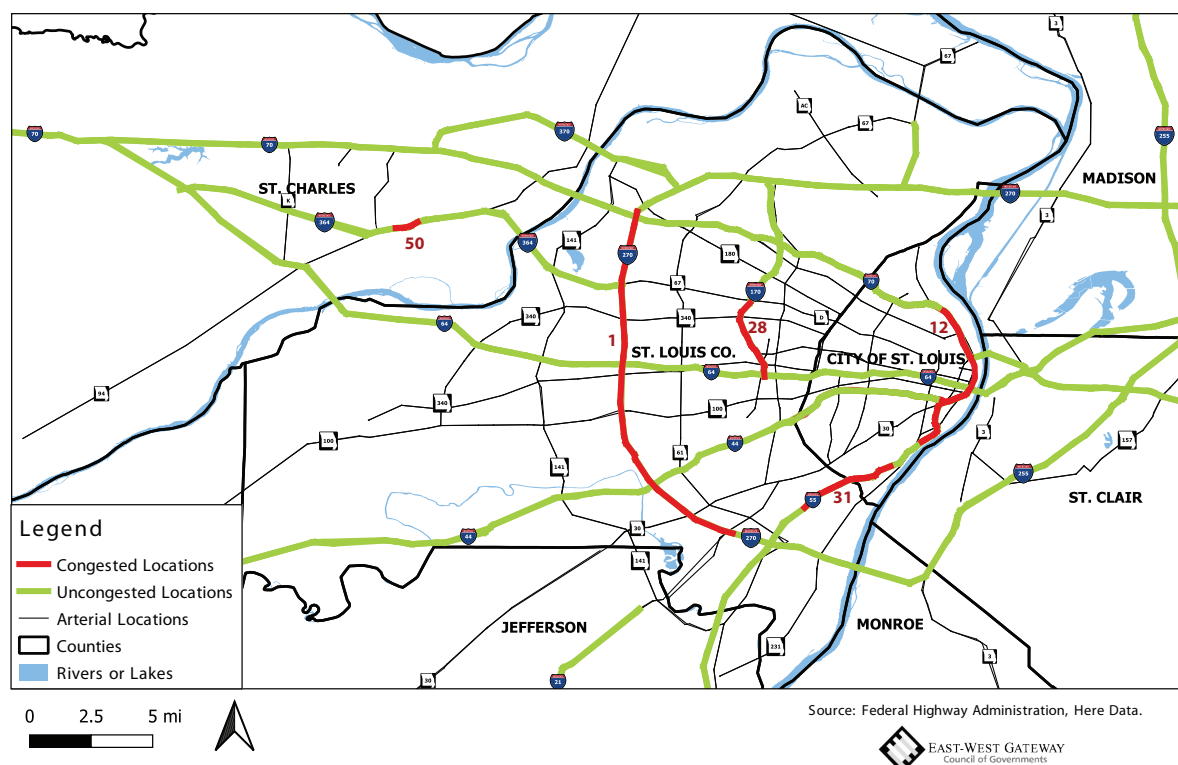 3
67
AC
67
70
370
70
255
MADISON
ST. CHARLES
K
270
364
3
50
141
364
180
270
67
170
70
340
340
D
64
28
12
1
ST. LOUIS CO.
CITY OF ST. LOUIS
64
64
94
340
100
100
30
3
157
44
61
141
255
55
31
ST. CLAIR
30
44
270
141
JEFFERSON
MONROE
231
3
30
21
Legend
Congested Locations
Uncongested Locations
Arterial Locations
Counties
Rivers or Lakes
0 2.5 5 mi
Source: Federal Highway Administration, Here Data.
EAST-WEST GATEWAY
Council of Governments